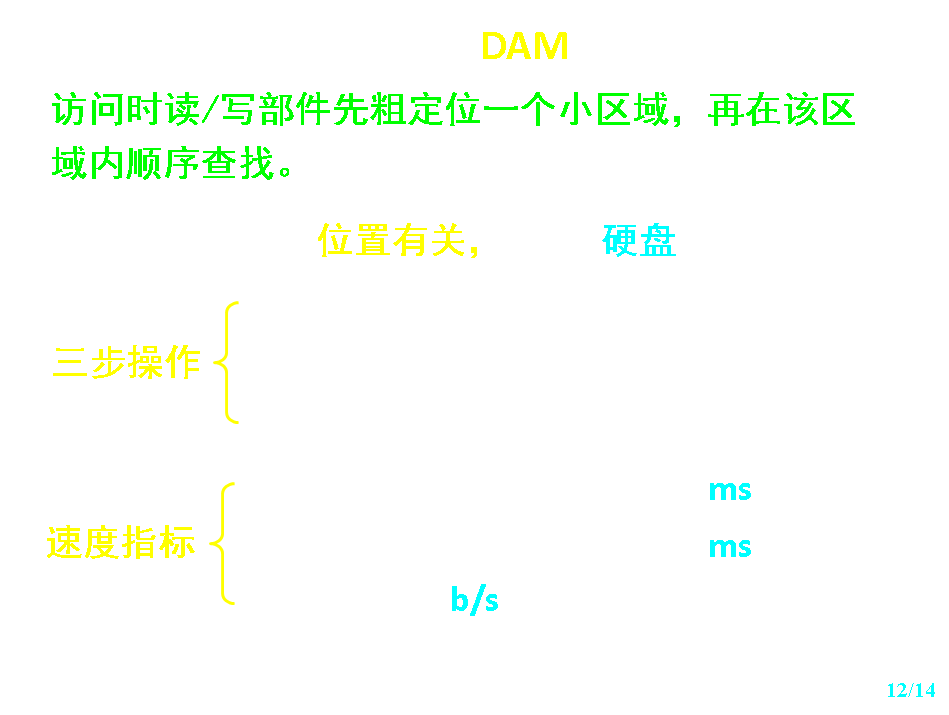 DAM
访问时读/写部件先粗定位一个小区域，再在该区
域内顺序查找。
位置有关， 硬盘
三步操作
ms
速度指标
ms
b/s
12/14